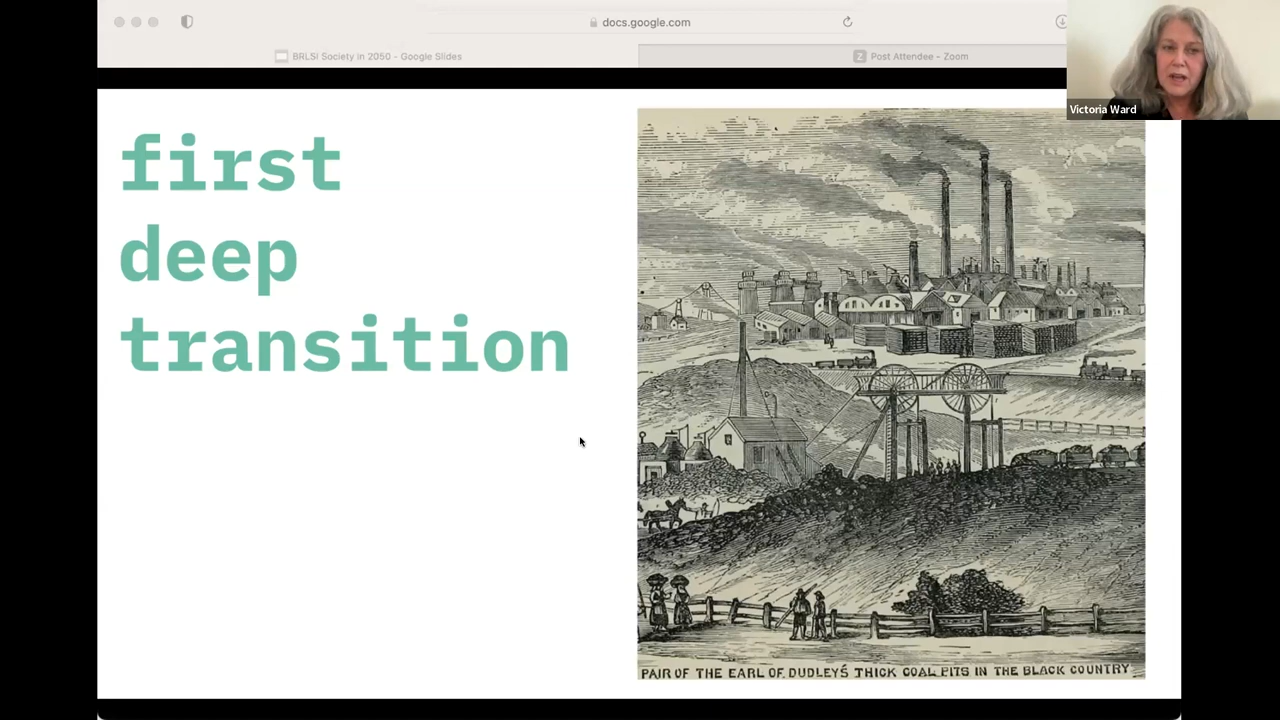 docs.google.com
BRLSI Society in 2050 - Google Slides
Z Post Attendee - Zoom
Victoria Ward
first
deep
transition
PAIR OF THE EARL OF DUDLEY'S THICK COAL PITS IN THE BLACK COUNTRY